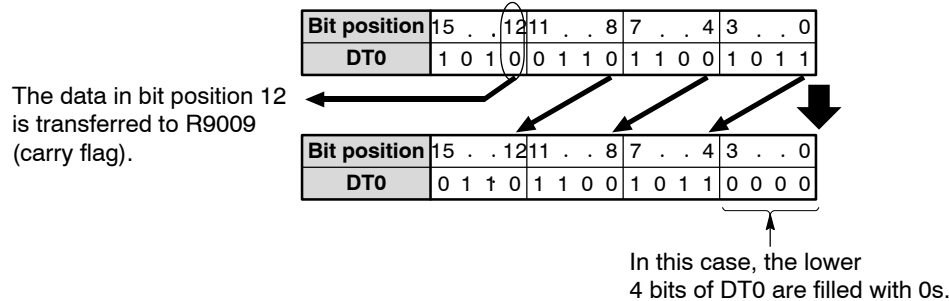 Bit position 15 . . 12 11 . . 8 7 . . 4 3 . . 0
DT0 1 0 1 0 0 1 1 0 1 1 0 0 1 0 1 1
The data in bit position 12
is transferred to R9009
(carry flag).
Bit position 15 . . 12 11 . . 8 7 . . 4 3 . . 0
DT0 0 1 1 0 1 1 0 0 1 0 1 1 0 0 0 0
In this case, the lower
4 bits of DT0 are filled with 0s.